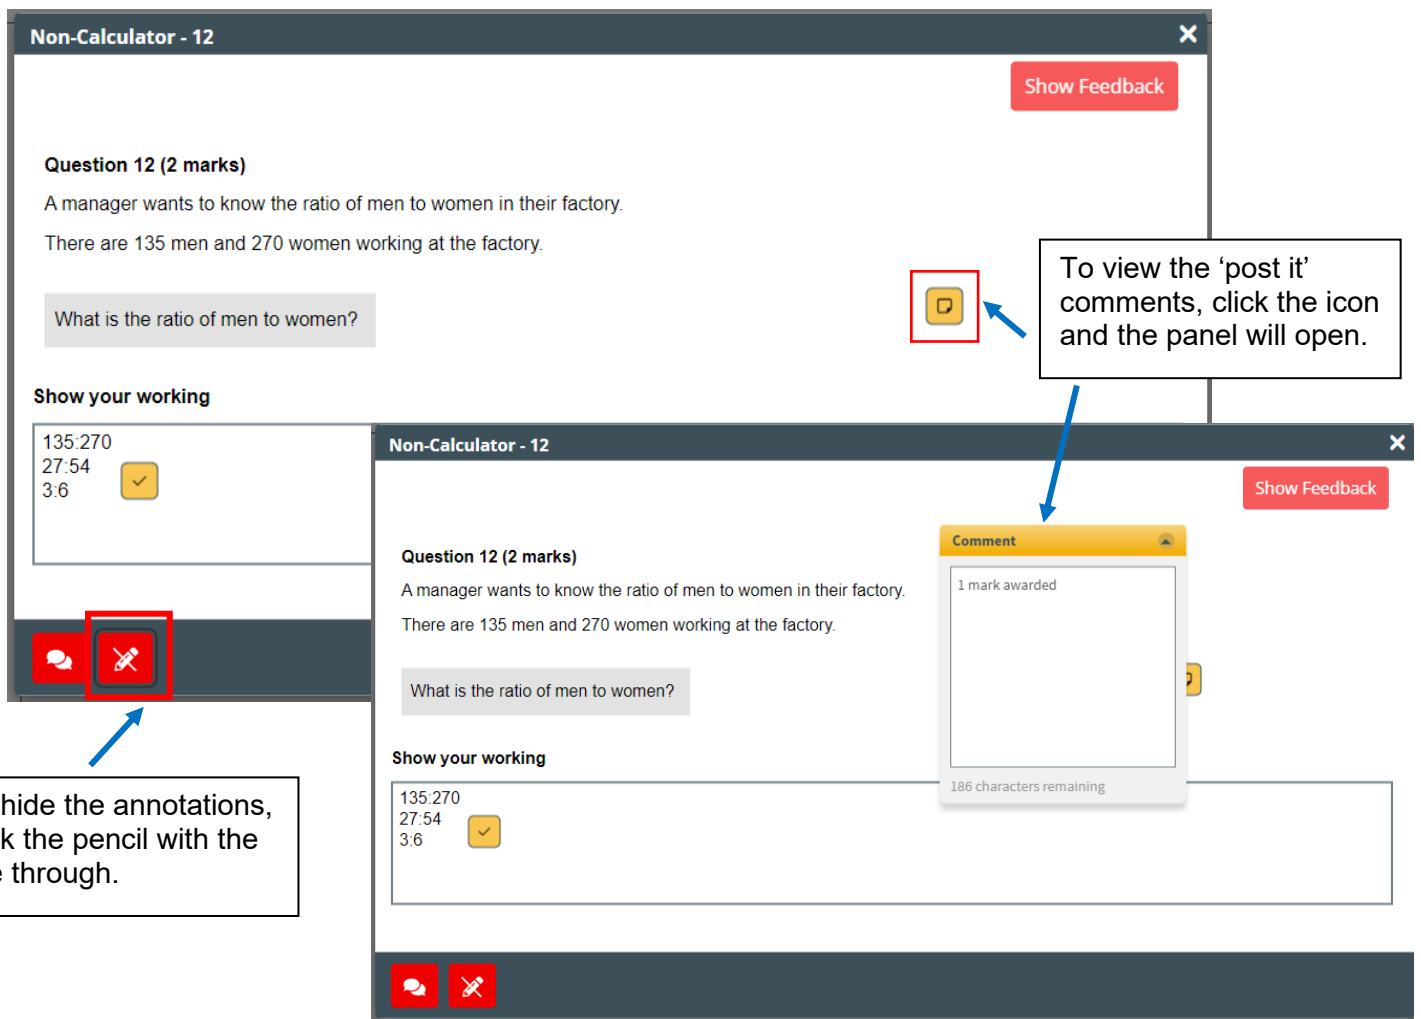 Non-Calculator - 12
Show Feedback
Question 12 (2 marks)
A manager wants to know the ratio of men to women in their factory.
There are 135 men and 270 women working at the factory.
What is the ratio of men to women?
To view the ‘post it’
comments, click the icon
and the panel will open.
Show your working
135:270
27:54
3:6
Non-Calculator - 12
Show Feedback
Question 12 (2 marks)
A manager wants to know the ratio of men to women in their factory.
There are 135 men and 270 women working at the factory.
What is the ratio of men to women?
Comment
1 mark awarded
186 characters remaining
Show your working
135:270
27:54
3:6
hide the annotations,
k the pencil with the
through.